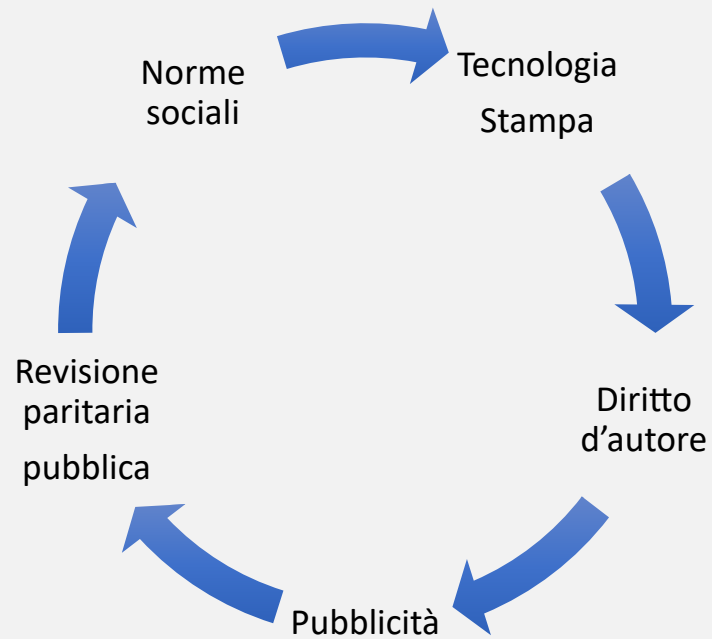 Norme
sociali
Tecnologia
Stampa
Diritto
d'autore
Pubblicità
Revisione
paritaria
pubblica